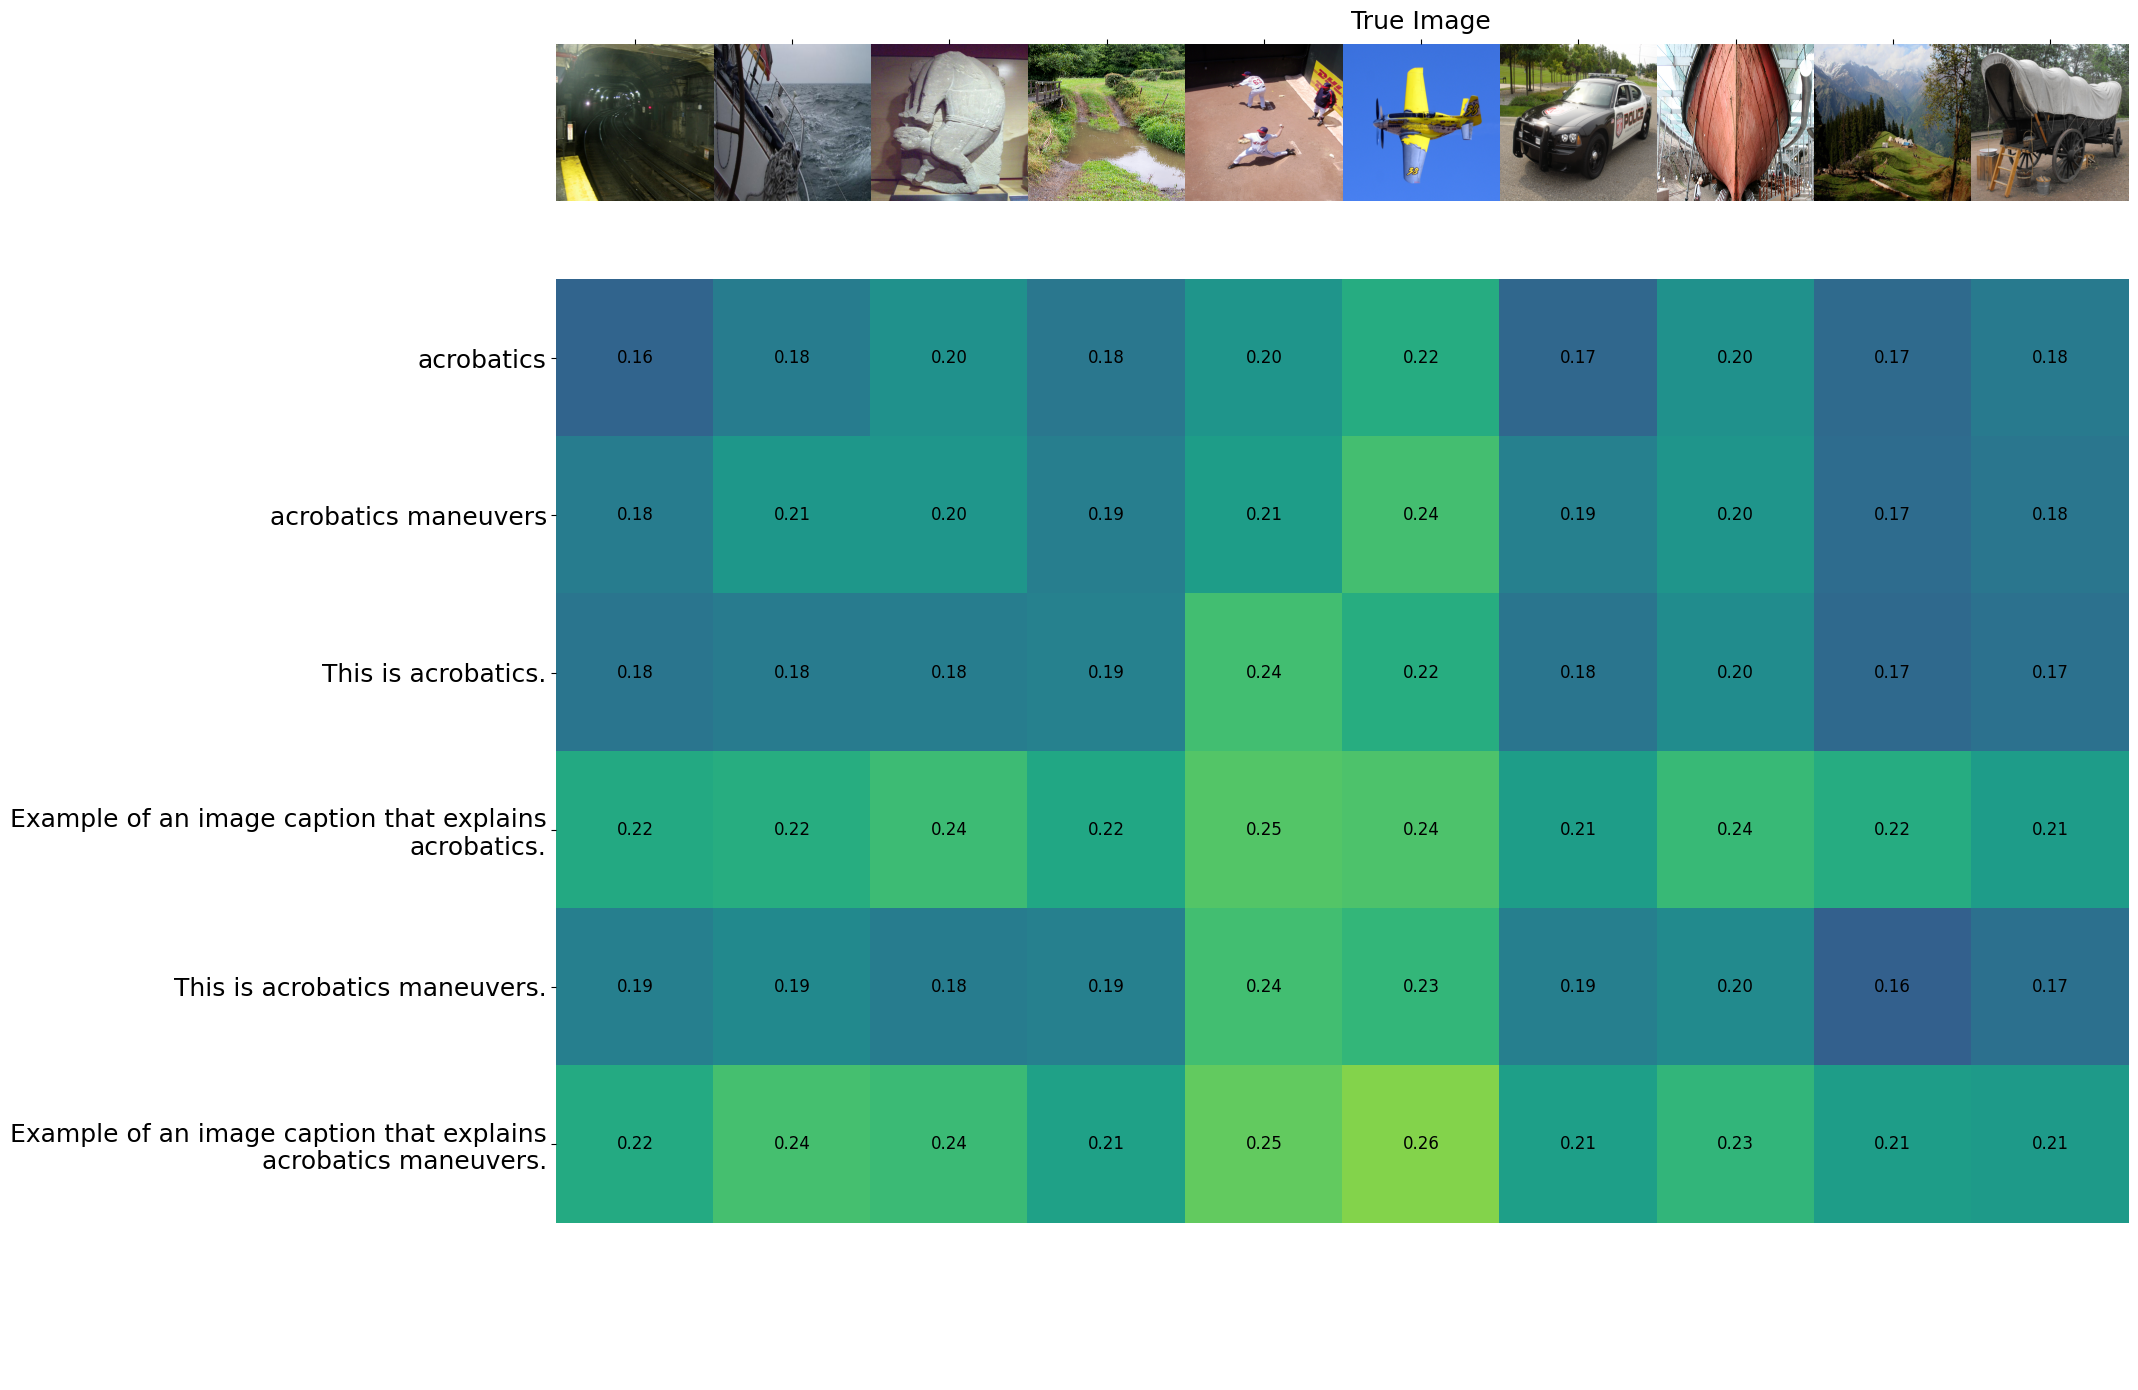 True Image
DHL
POLICE
33
acrobatics
0.16 0.18 0.20 0.18 0.20 0.22 0.17 0.20 0.17 0.18
acrobatics maneuvers
0.18 0.21 0.20 0.19 0.21 0.24 0.19 0.20 0.17 0.18
This is acrobatics.
0.18 0.18 0.18 0.19 0.24 0.22 0.18 0.20 0.17 0.17
Example of an image caption that explains
acrobatics.
0.22 0.22 0.24 0.22 0.25 0.24 0.21 0.24 0.22 0.21
This is acrobatics maneuvers.
0.19 0.19 0.18 0.19 0.24 0.23 0.19 0.20 0.16 0.17
Example of an image caption that explains
acrobatics maneuvers.
0.22 0.24 0.24 0.21 0.25 0.26 0.21 0.23 0.21 0.21